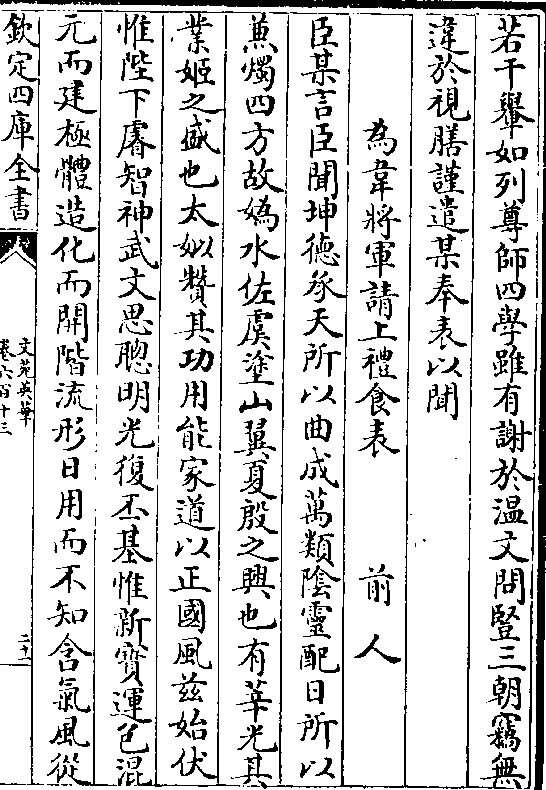 若干轝如列尊師四學雖有謝於温文問豎三朝竊無
違於視膳謹遣某奉表以聞
為韋將軍請上禮食表　前人
臣某言臣聞坤德承天所以曲成萬類陰靈配日所以
兼燭四方故嬀水佐虞塗山翼夏殷之興也有莘光其
業姬之盛也太姒贊其功用能家道以正國風兹始伏
惟陛下睿智神武文思聰明光復丕基惟新寳運包混
元而建極體造化而開階流形日用而不知含氣風從
欽定四庫全書
文苑英華
卷六百十三
二十